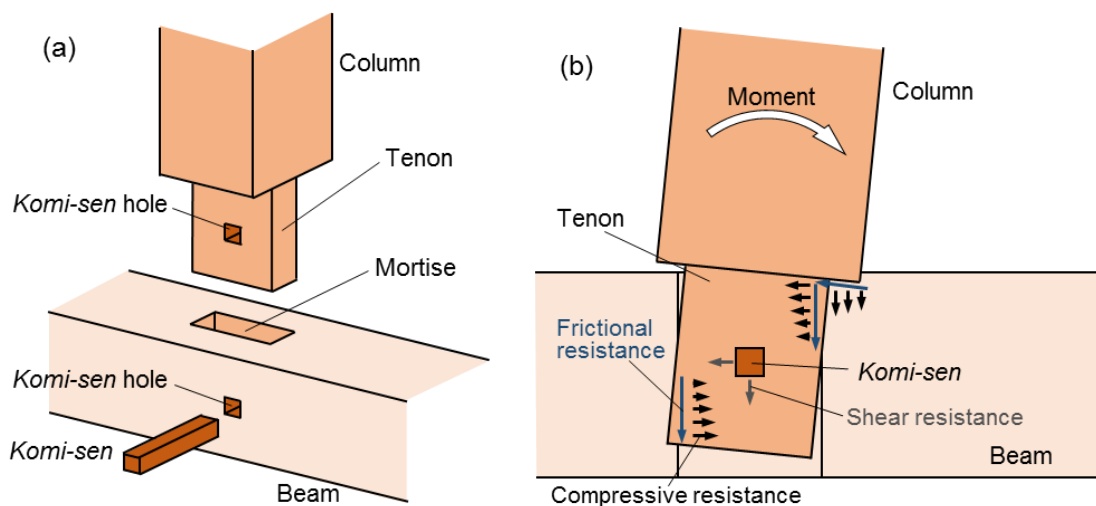 (a)
Column
Tenon
Komi-sen hole
Mortise
Komi-sen hole
Komi-sen
Beam
(b)
Moment
Column
Tenon
Frictional
resistance
Komi-sen
Shear resistance
Beam
Compressive resistance